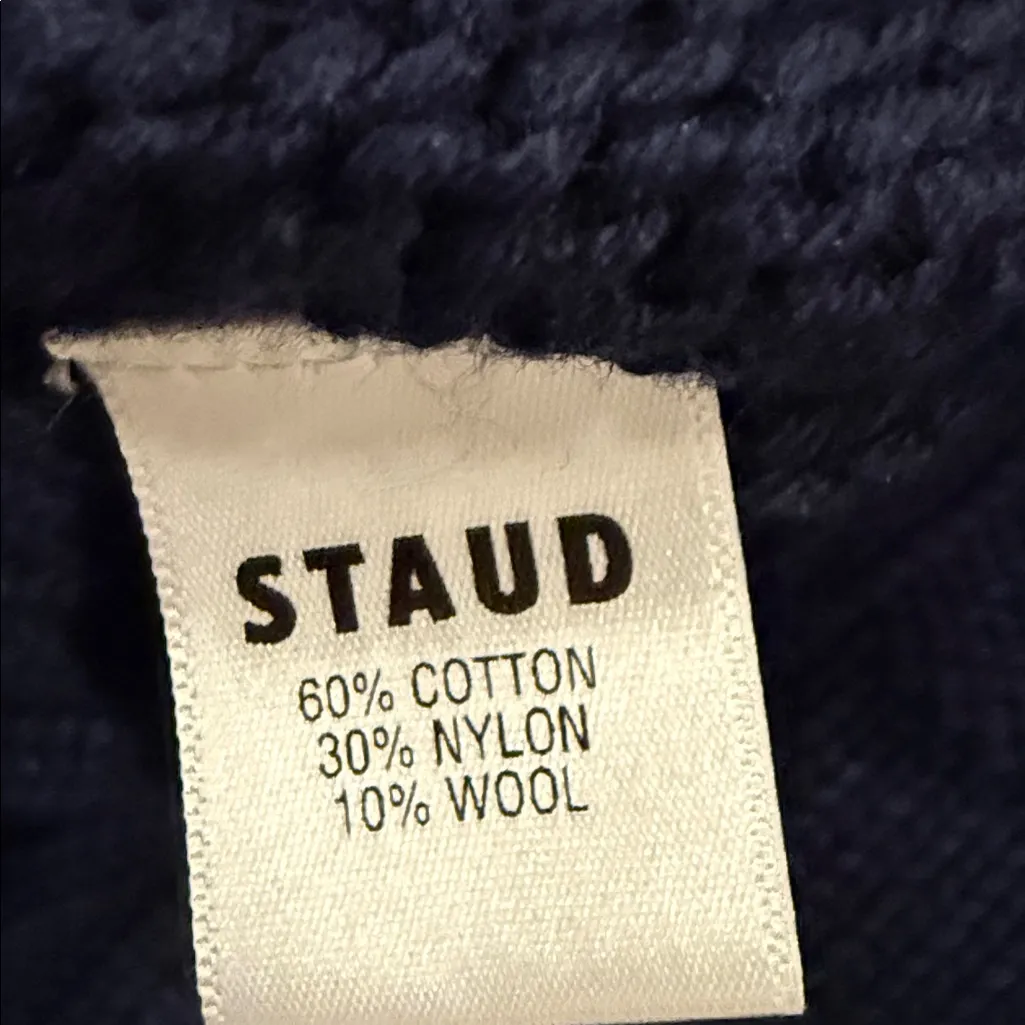 STAUD
60% COTTON
30% NYLON
10% WOOL